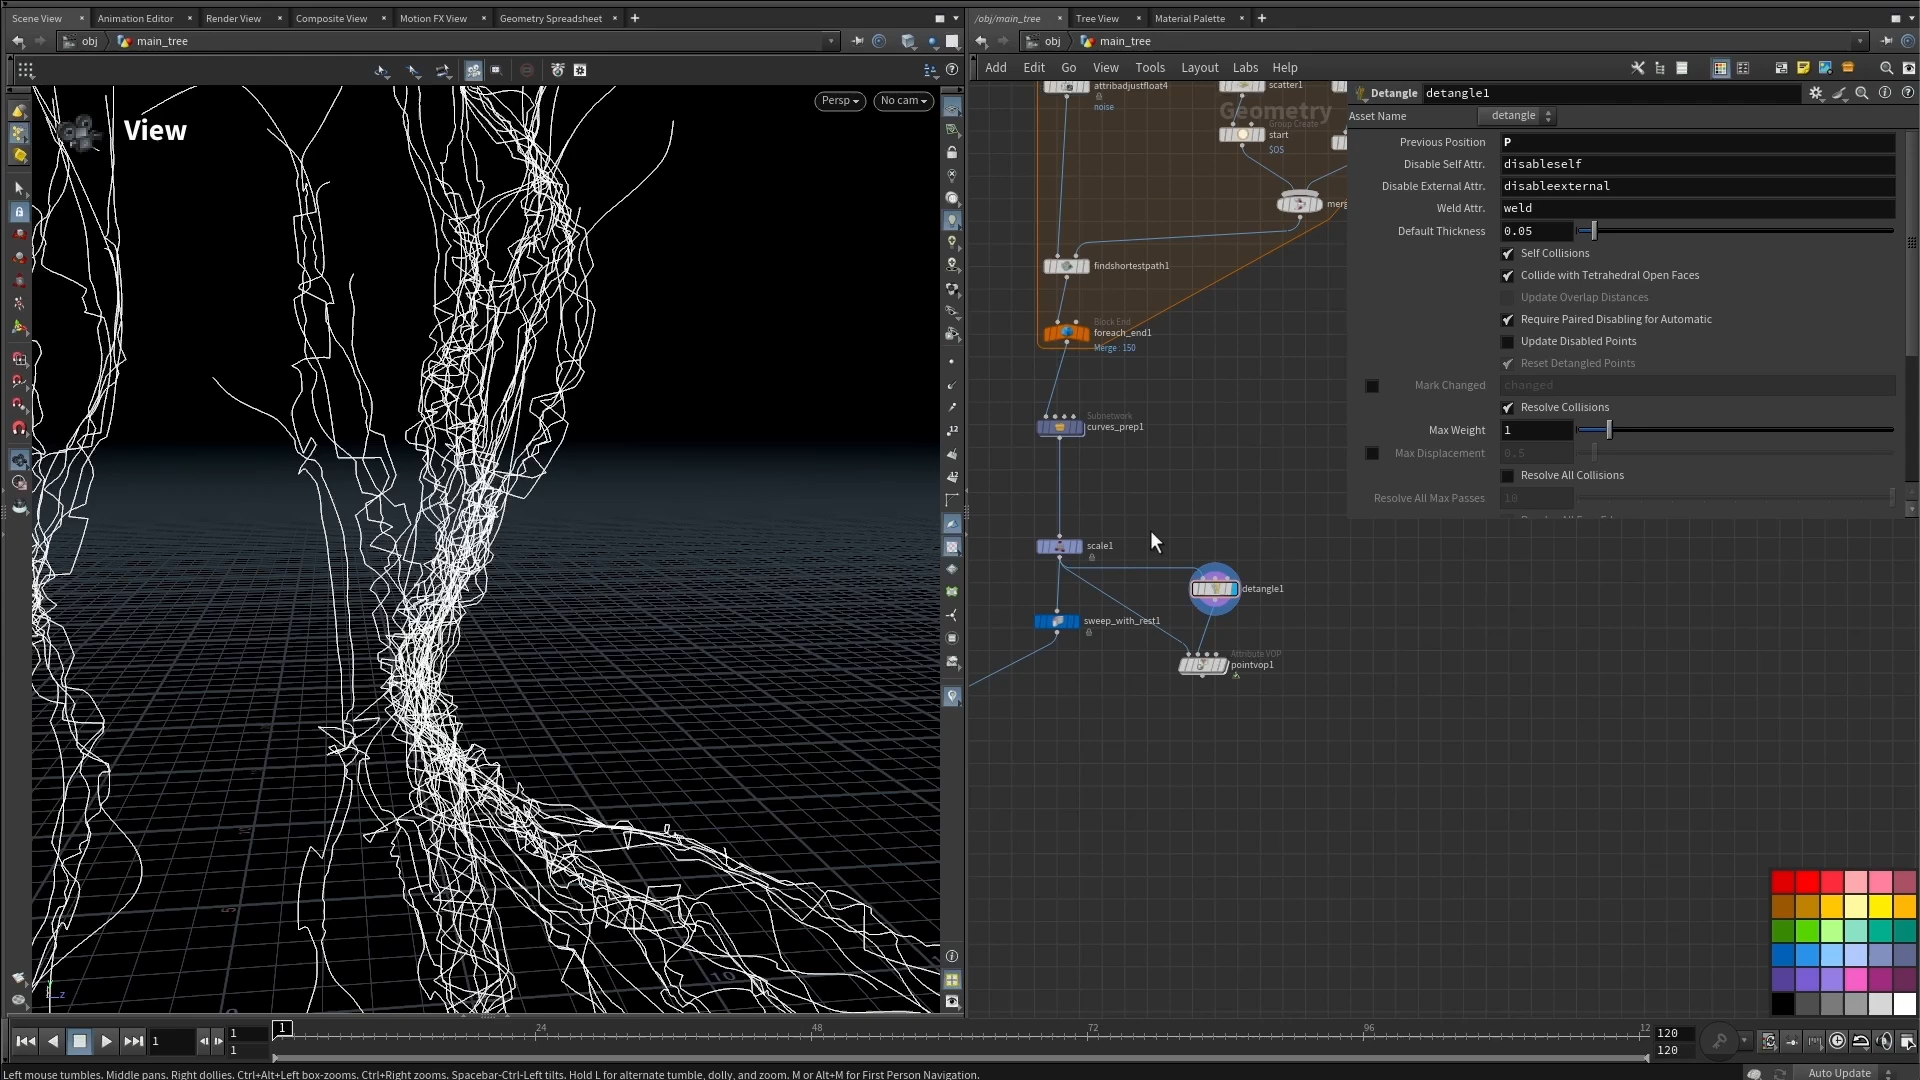 Scene View
Animation Editor
Render View
Composite View
Motion FX View
Geometry Spreadsheet
obj
main_tree
Persp
No cam
View
z
10
1
1
1
1
24
48
72
96
12
120
120
Left mouse tumbles. Middle pans. Right dollies. Ctrl+Alt+Left box-zooms. Ctrl+Right zooms. Spacebar-Ctrl-Left tilts. Hold L for alternate tumble, dolly, and zoom. M or Alt+M for First Person Navigation.
/obj/main_tree
Tree View
Material Palette
obj
main_tree
Add
Edit
Go
View
Tools
Layout
Labs
Help
attribadjustfloat4
noise
scatter1
Geometry
Group Create
start
$OS
merg
findshortestpath1
Block End
foreach_end1
Merge: 150
Subnetwork
curves_prep1
scale1
detangle1
sweep_with_rest1
Attribute VOP
pointvop1
Detangle
detangle1
Asset Name
detangle
Previous Position
P
Disable Self Attr.
disableself
Disable External Attr.
disableexternal
Weld Attr.
weld
Default Thickness
0.05
Self Collisions
Collide with Tetrahedral Open Faces
Update Overlap Distances
Require Paired Disabling for Automatic
Update Disabled Points
Reset Detangled Points
Mark Changed
changed
Resolve Collisions
Max Weight
1
Max Displacement
0.5
Resolve All Collisions
Resolve All Max Passes
10
Auto Update